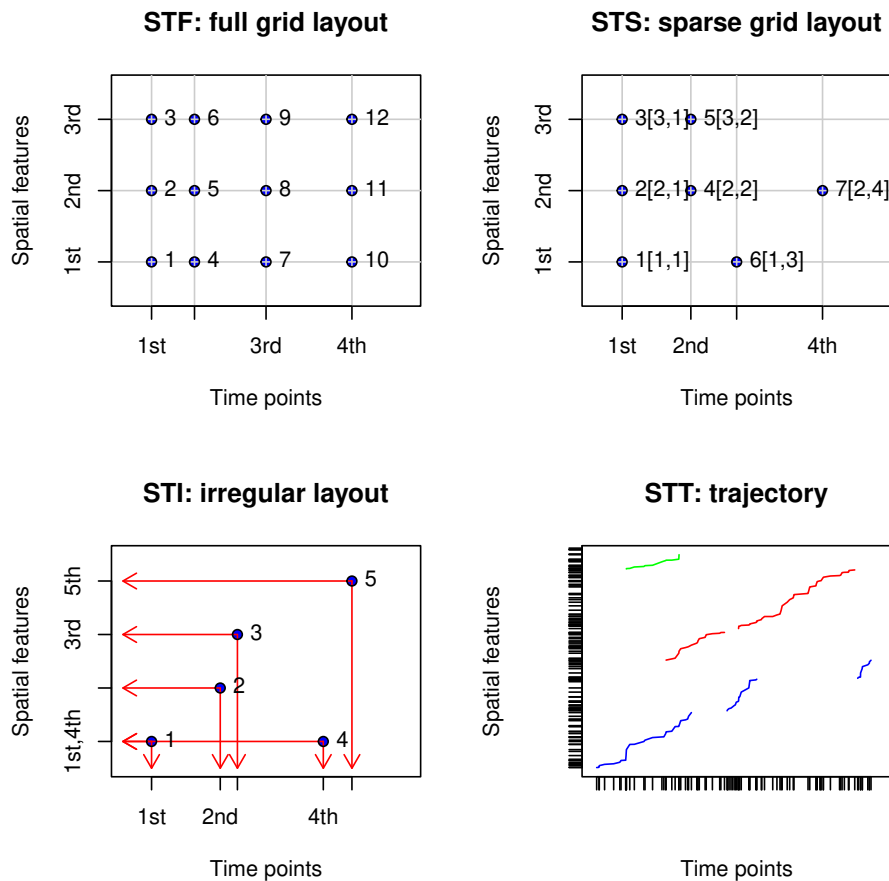 STF: full grid layout
Spatial features
3rd
2nd
1st
3 6 9 12
2 5 8 11
1 4 7 10
1st 3rd 4th
Time points
STS: sparse grid layout
Spatial features
3rd
2nd
1st
3[3,1] 5[3,2]
2[2,1] 4[2,2] 7[2,4]
1[1,1] 6[1,3]
1st 2nd 4th
Time points
STI: irregular layout
Spatial features
5th
3rd
1st,4th
5
3
2
1 4
1st 2nd 4th
Time points
STT: trajectory
Spatial features
Time points